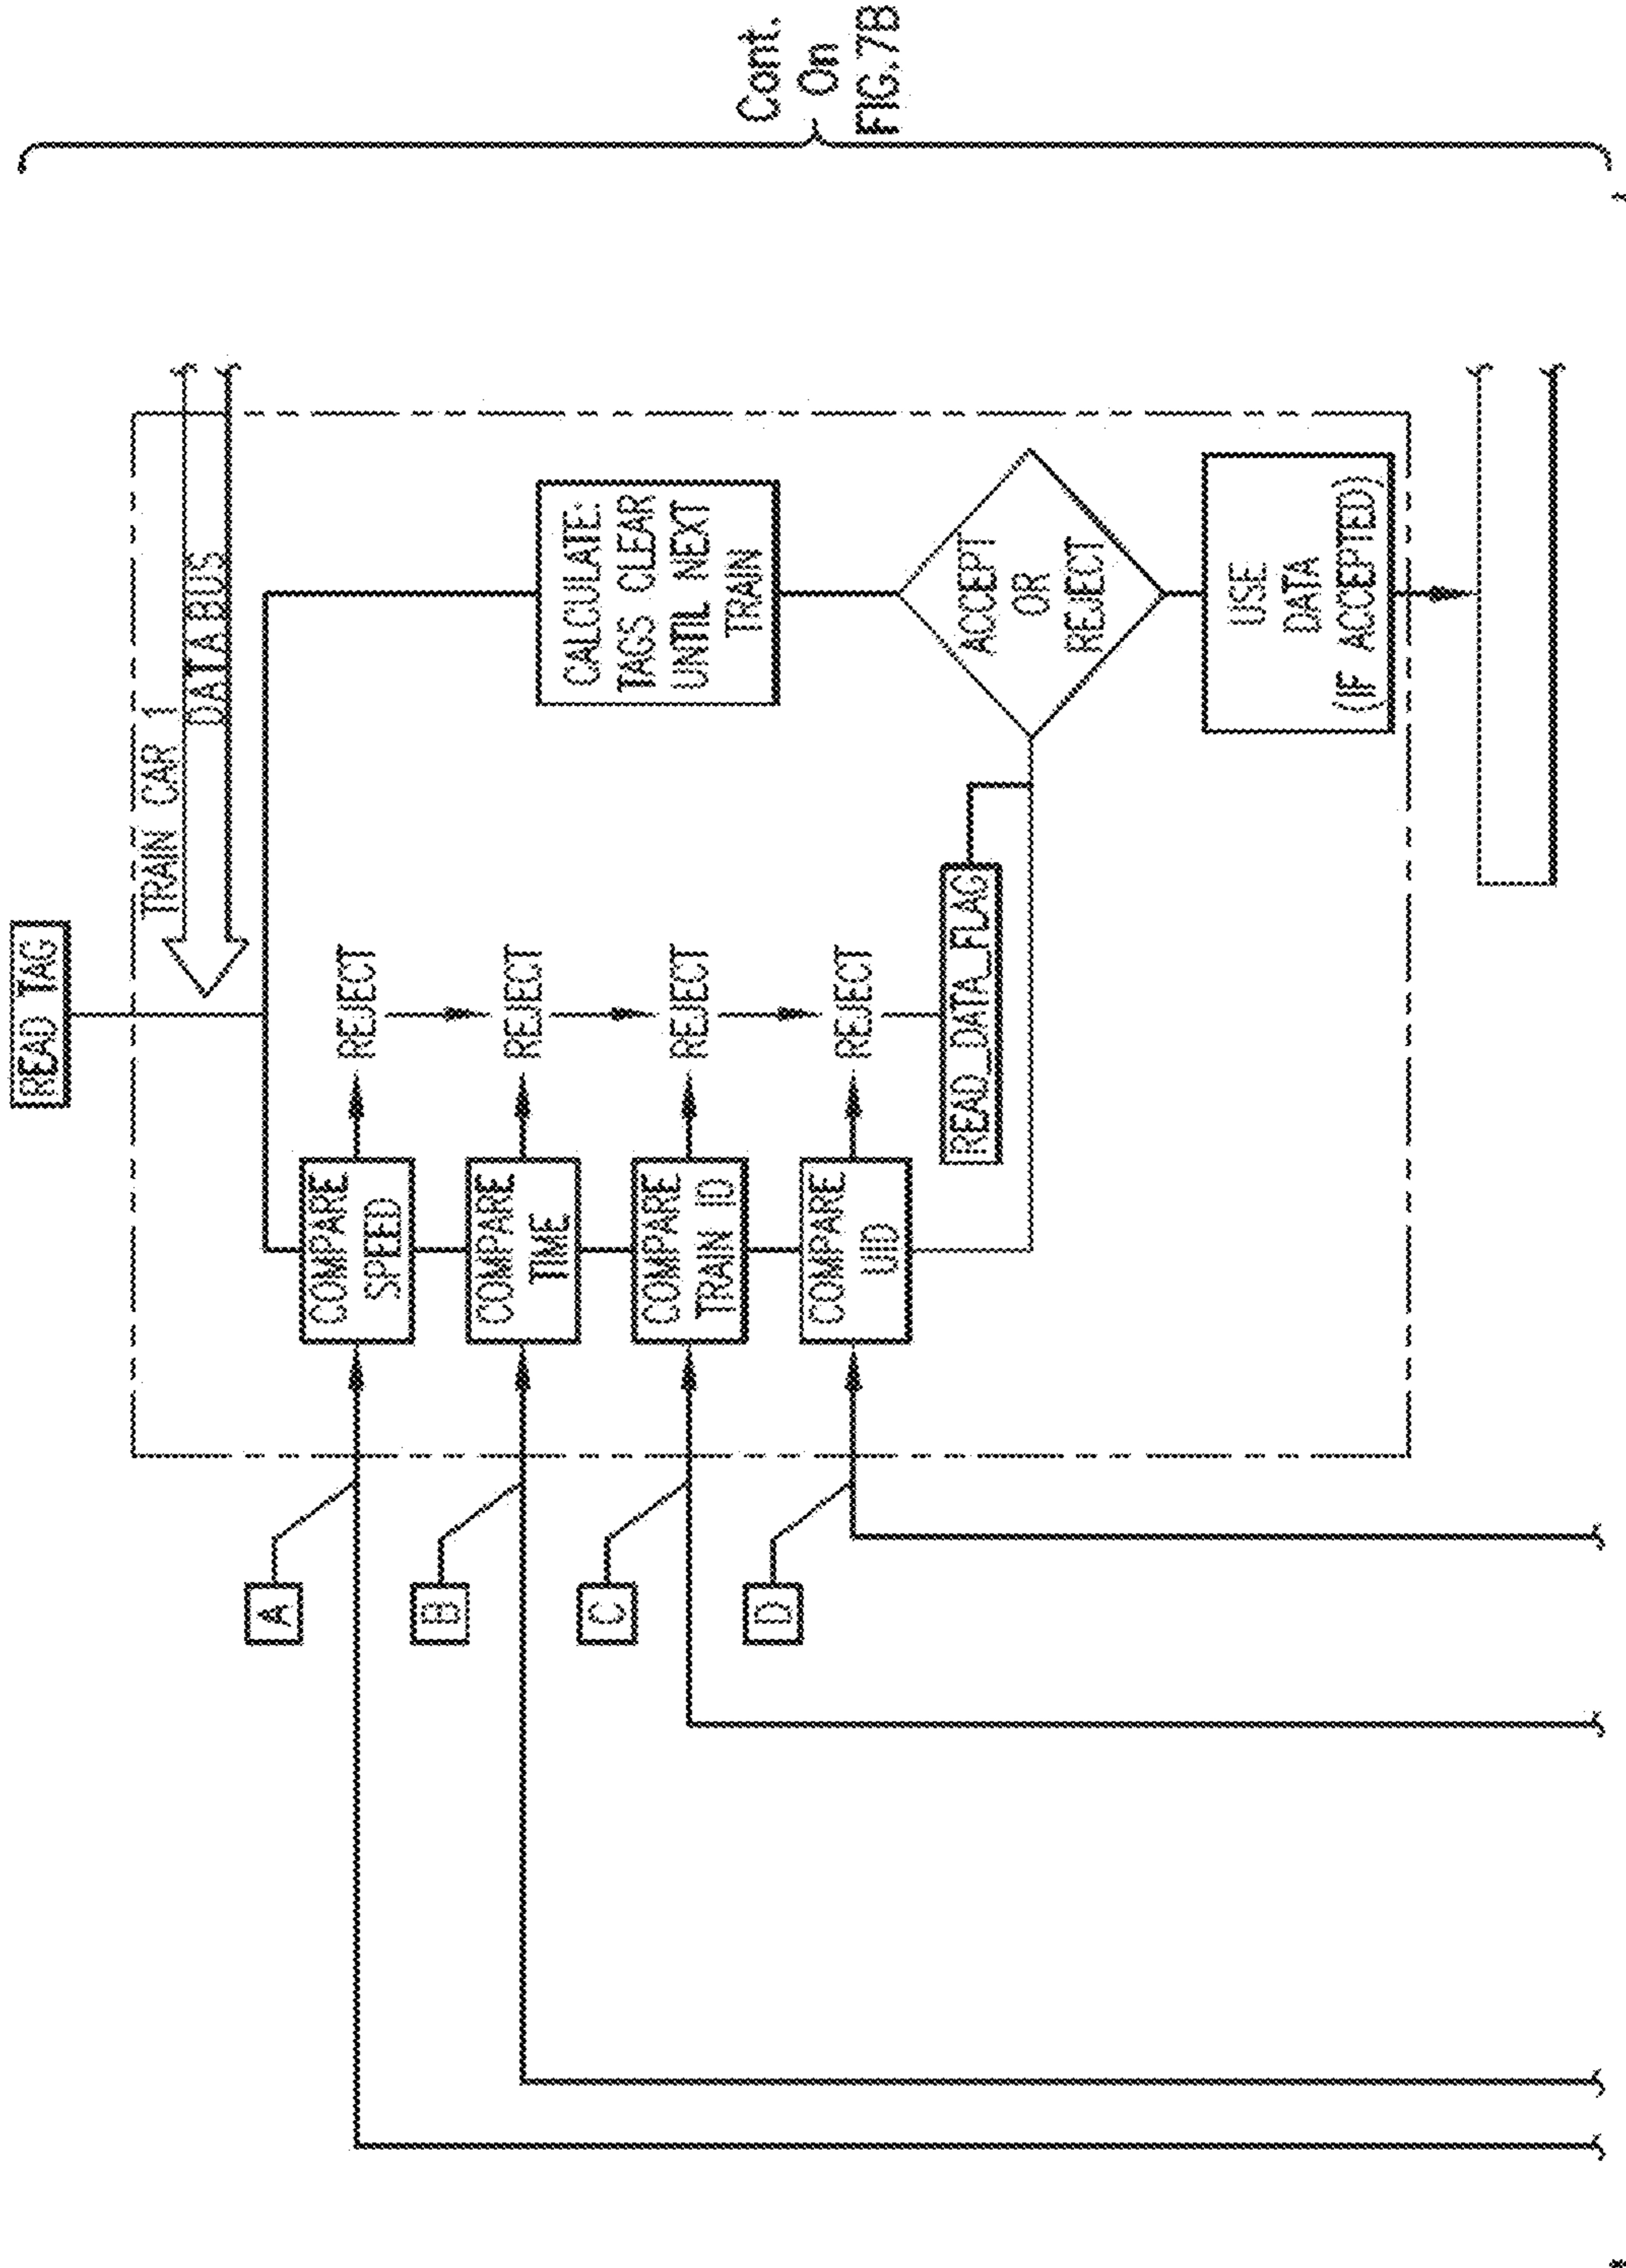 READ TAG
TRAIN CAR 1
DATA BUS
A
COMPARE
SPEED
REJECT
B
COMPARE
TIME
REJECT
C
COMPARE
TRAIN ID
REJECT
D
COMPARE
UID
REJECT
READ_DATA_FLAG
CALCULATE:
TAGS CLEAR
UNTIL NEXT
TRAIN
ACCEPT
OR
REJECT
USE
DATA
(IF ACCEPTED)
Cont.
On
FIG.7B